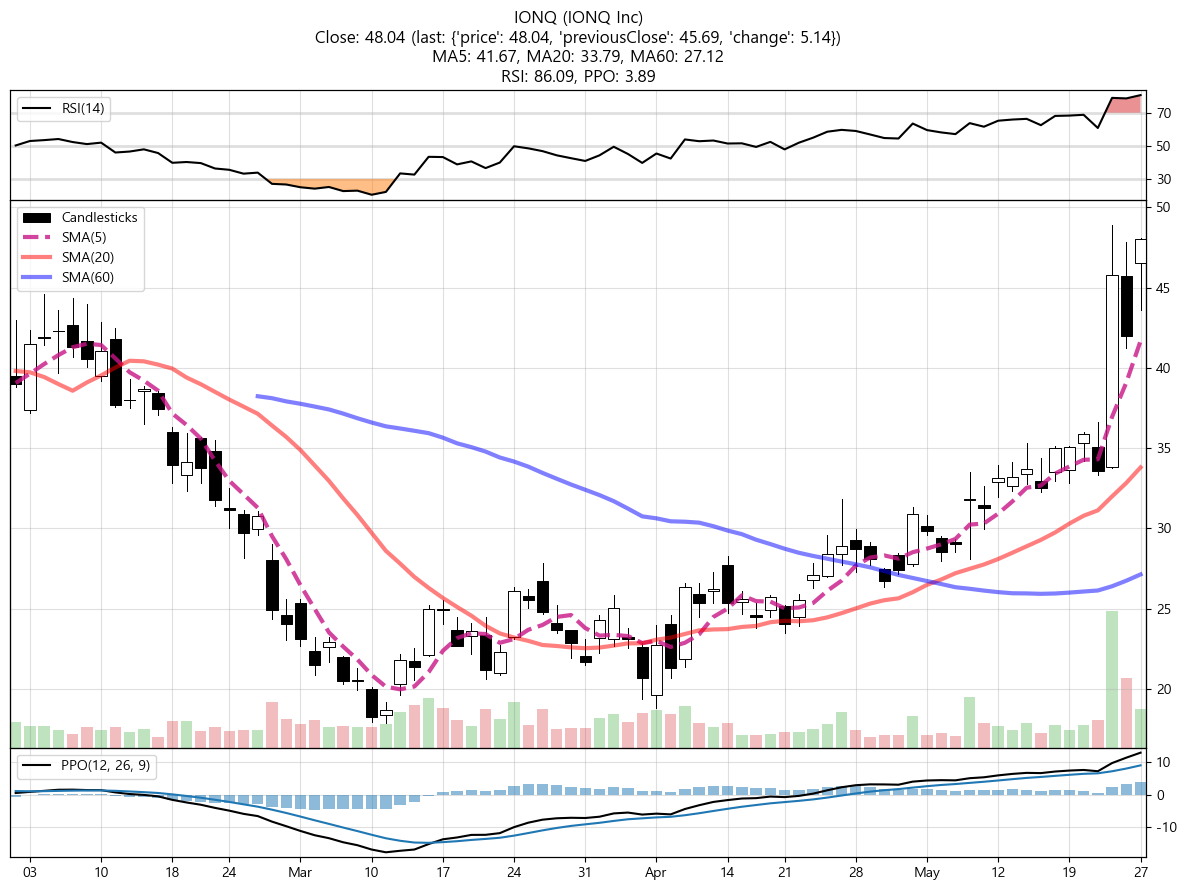 IONQ (IONQ Inc)
Close: 48.04 (last: {'price': 48.04, 'previousClose': 45.69, 'change': 5.14})
MA5: 41.67, MA20: 33.79, MA60: 27.12
RSI: 86.09, PPO: 3.89
RSI(14)
70
50
30
Candlesticks
SMA(5)
SMA(20)
SMA(60)
50
45
40
35
30
25
20
PPO(12, 26, 9)
10
0
-10
03 10 18 24 Mar 10 17 24 31 Apr 14 21 28 May 12 19 27